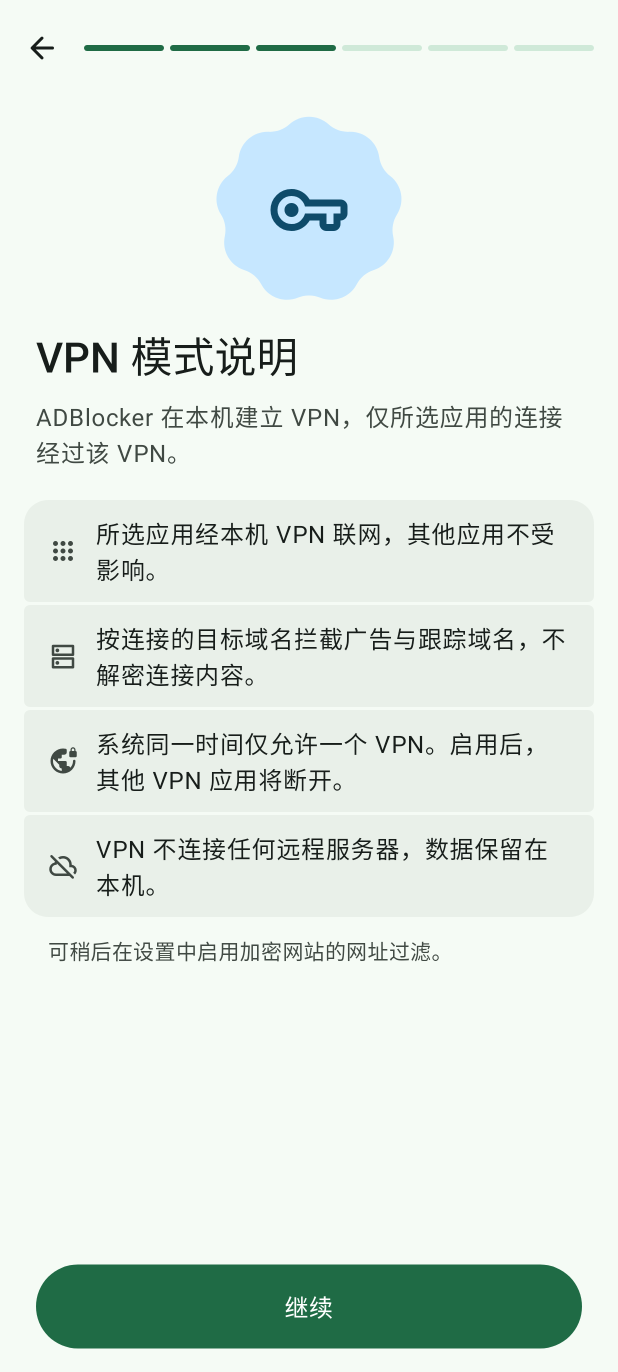 VPN 模式说明
ADBlocker 在本机建立 VPN，仅所选应用的连接
经过该 VPN。
所选应用经本机 VPN 联网，其他应用不受
影响。
按连接的目标域名拦截广告与跟踪域名，不
解密连接内容。
系统同一时间仅允许一个 VPN。启用后，
其他 VPN 应用将断开。
VPN 不连接任何远程服务器，数据保留在
本机。
可稍后在设置中启用加密网站的网址过滤。
继续